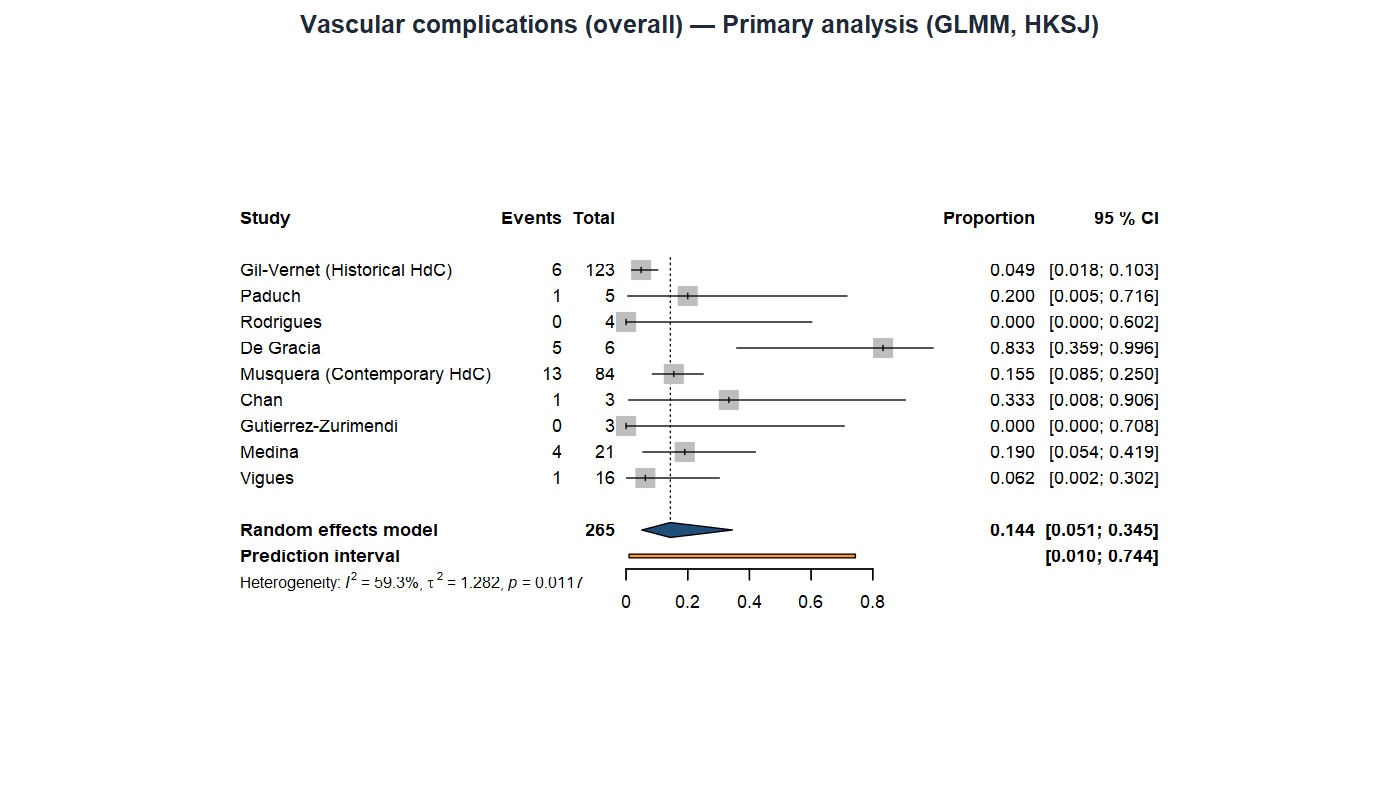 Vascular complications (overall) — Primary analysis (GLMM, HKSJ)
Study Events Total Proportion 95 % CI
Gil-Vernet (Historical HdC) 6 123 0.049 [0.018; 0.103]
Paduch 1 5 0.200 [0.005; 0.716]
Rodrigues 0 4 0.000 [0.000; 0.602]
De Gracia 5 6 0.833 [0.359; 0.996]
Musquera (Contemporary HdC) 13 84 0.155 [0.085; 0.250]
Chan 1 3 0.333 [0.008; 0.906]
Gutierrez-Zurimendi 0 3 0.000 [0.000; 0.708]
Medina 4 21 0.190 [0.054; 0.419]
Vigues 1 16 0.062 [0.002; 0.302]
Random effects model 265 0.144 [0.051; 0.345]
Prediction interval [0.010; 0.744]
Heterogeneity: I² = 59.3%, τ² = 1.282, p = 0.0117
0 0.2 0.4 0.6 0.8